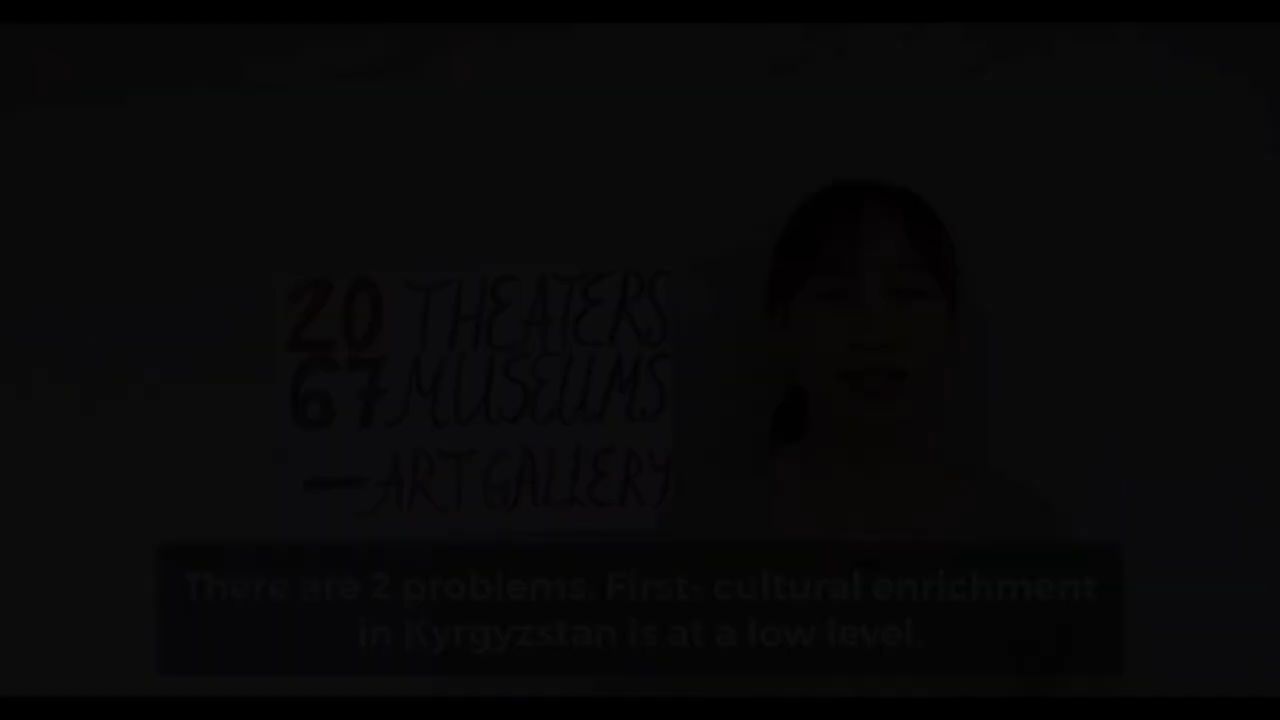 20 THEATERS
67 MUSEUMS
— ART GALLERY
There are 2 problems. First- cultural enrichment
in Kyrgyzstan is at a low level.